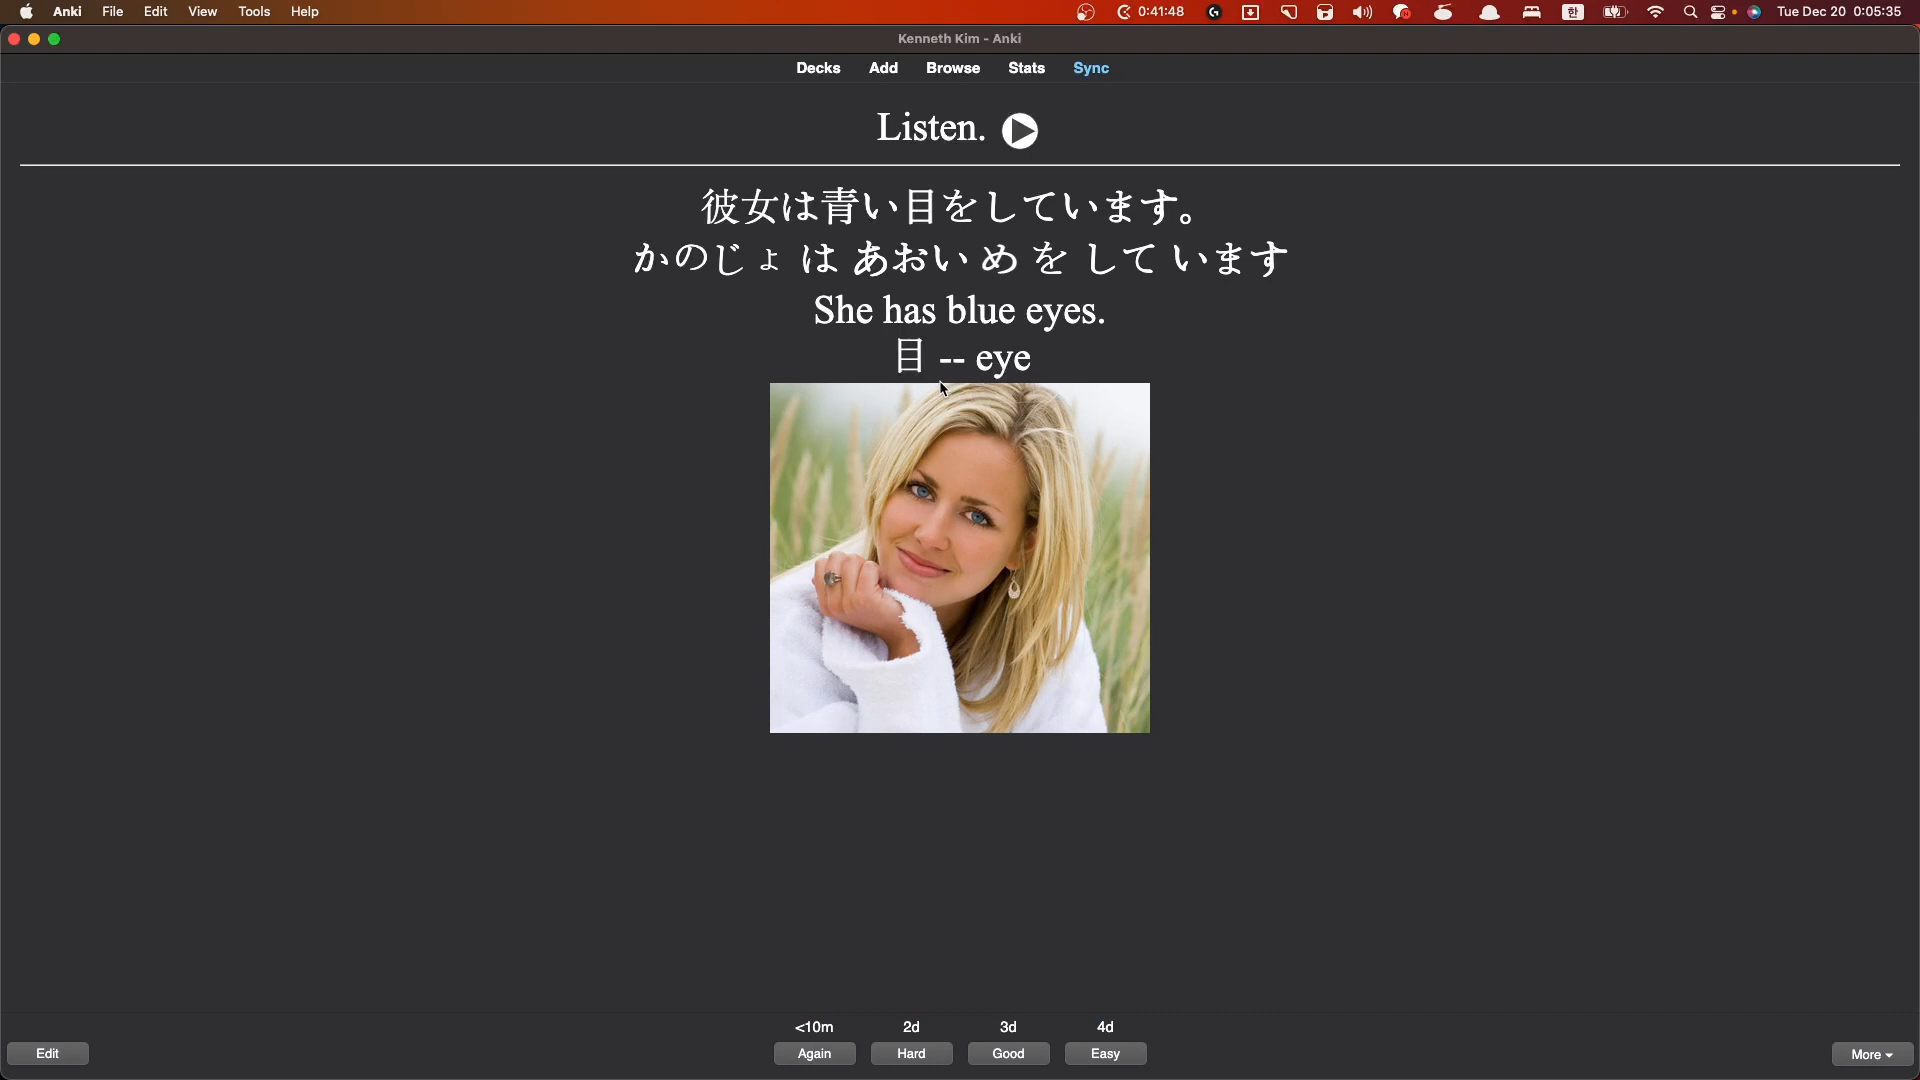 Anki File Edit View Tools Help 0:41:48 한 Tue Dec 20 0:05:35
Kenneth Kim - Anki
Decks Add Browse Stats Sync
Listen.
彼女は青い目をしています。
かのじょ は あおい め を して います
She has blue eyes.
目 -- eye
<10m 2d 3d 4d
Edit Again Hard Good Easy More